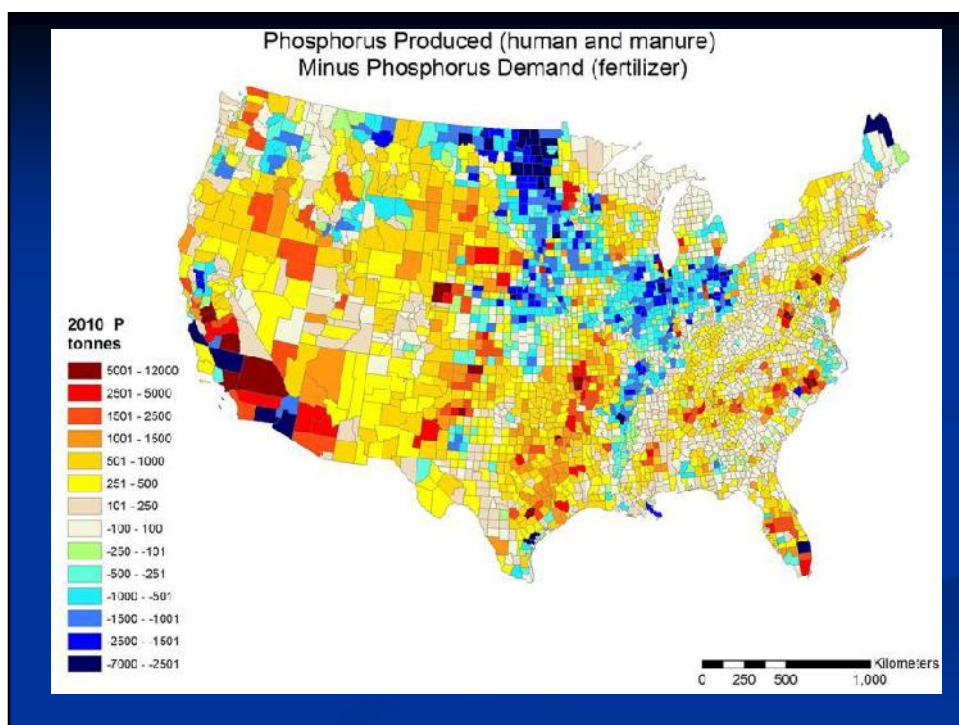 Phosphorus Produced (human and manure)
Minus Phosphorus Demand (fertilizer)
2010 P
tonnes
5001 - 12000
2501 - 5000
1501 - 2500
1001 - 1500
501 - 1000
251 - 500
101 - 250
-100 - 100
-250 - -101
-500 - -251
-1000 - -501
-1500 - -1001
-2500 - -1501
-7000 - -2501
Kilometers
0 250 500 1,000